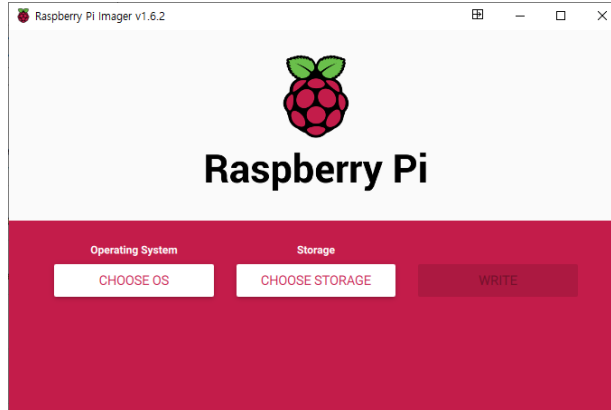 Raspberry Pi Imager v1.6.2
Raspberry Pi
Operating System
Storage
CHOOSE OS
CHOOSE STORAGE
WRITE